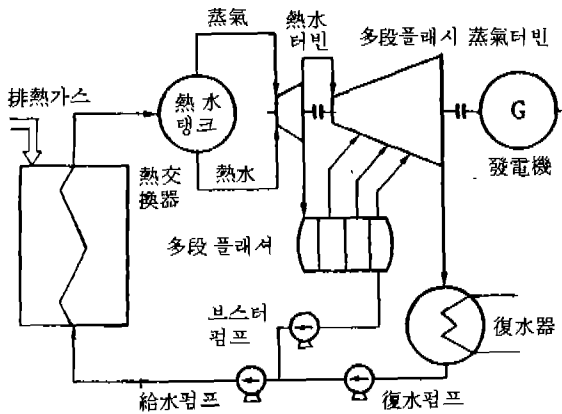 蒸氣
熱水
터빈
多段플래시 蒸氣터빈
排熱가스
熱水
탱크
G
熱水
發電機
熱交
換器
多段 플래셔
브스터
펌프
復水器
給水펌프
復水펌프